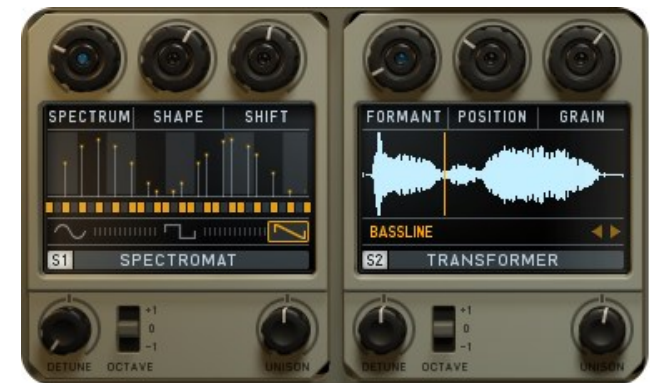 SPECTRUM SHAPE SHIFT
S1 SPECTROMAT
DETUNE OCTAVE UNISON
+1
0
-1
FORMANT POSITION GRAIN
BASSLINE
S2 TRANSFORMER
DETUNE OCTAVE UNISON
+1
0
-1